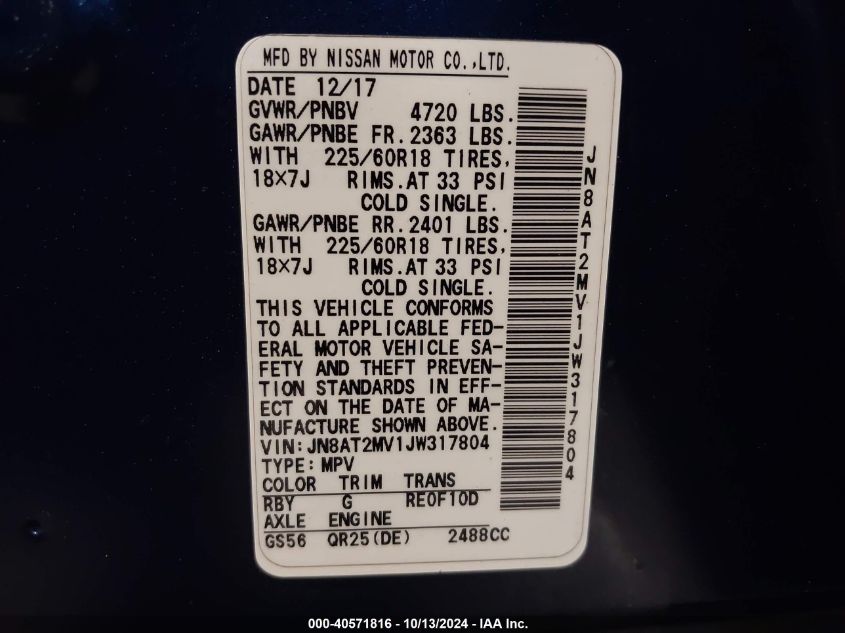 MFD BY NISSAN MOTOR CO.,LTD.
DATE 12/17
GVWR/PNBV 4720 LBS.
GAWR/PNBE FR. 2363 LBS.
WITH 225/60R18 TIRES,
18×7J RIMS.AT 33 PSI
COLD SINGLE.
GAWR/PNBE RR. 2401 LBS.
WITH 225/60R18 TIRES,
18×7J RIMS.AT 33 PSI
COLD SINGLE.
THIS VEHICLE CONFORMS
TO ALL APPLICABLE FED-
ERAL MOTOR VEHICLE SA-
FETY AND THEFT PREVEN-
TION STANDARDS IN EFF-
ECT ON THE DATE OF MA-
NUFACTURE SHOWN ABOVE.
VIN:JN8AT2MV1JW317804
TYPE:MPV
COLOR TRIM TRANS
RBY G RE0F10D
AXLE ENGINE
GS56 QR25(DE) 2488CC
JN8AT2MV1JW317804
000-40571816 - 10/13/2024 - IAA Inc.